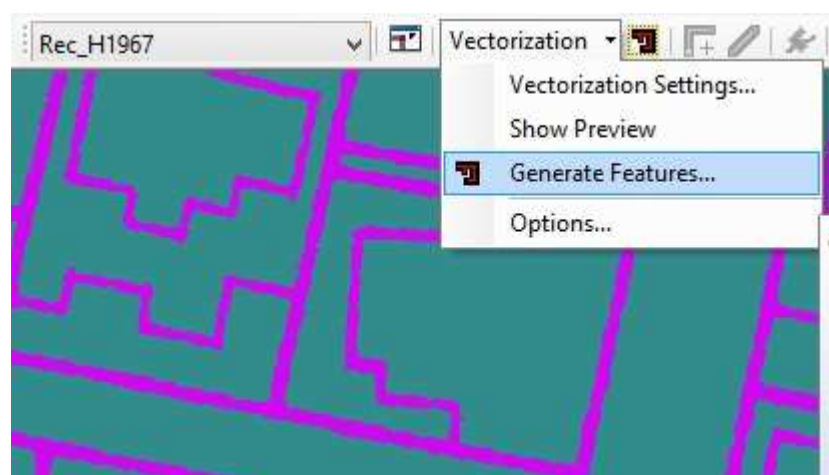 Rec_H1967
Vectorization
Vectorization Settings...
Show Preview
Generate Features...
Options...